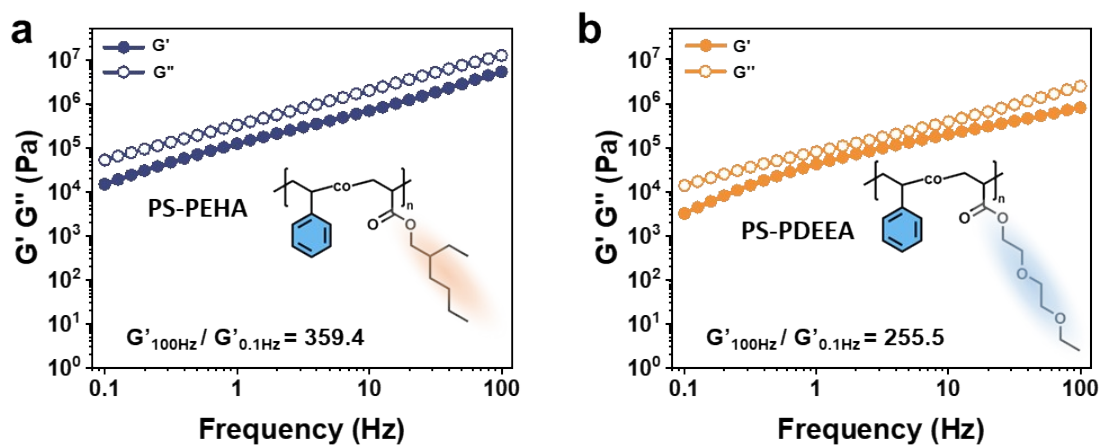 a
G'
G''
10⁷
10⁶
10⁵
10⁴
10³
10²
10¹
10⁰
G' G'' (Pa)
PS-PEHA
co
n
O
O
G'100Hz / G'0.1Hz = 359.4
0.1
1
10
100
Frequency (Hz)
b
G'
G''
10⁷
10⁶
10⁵
10⁴
10³
10²
10¹
10⁰
G' G'' (Pa)
PS-PDEEA
co
n
O
O
O
O
G'100Hz / G'0.1Hz = 255.5
0.1
1
10
100
Frequency (Hz)